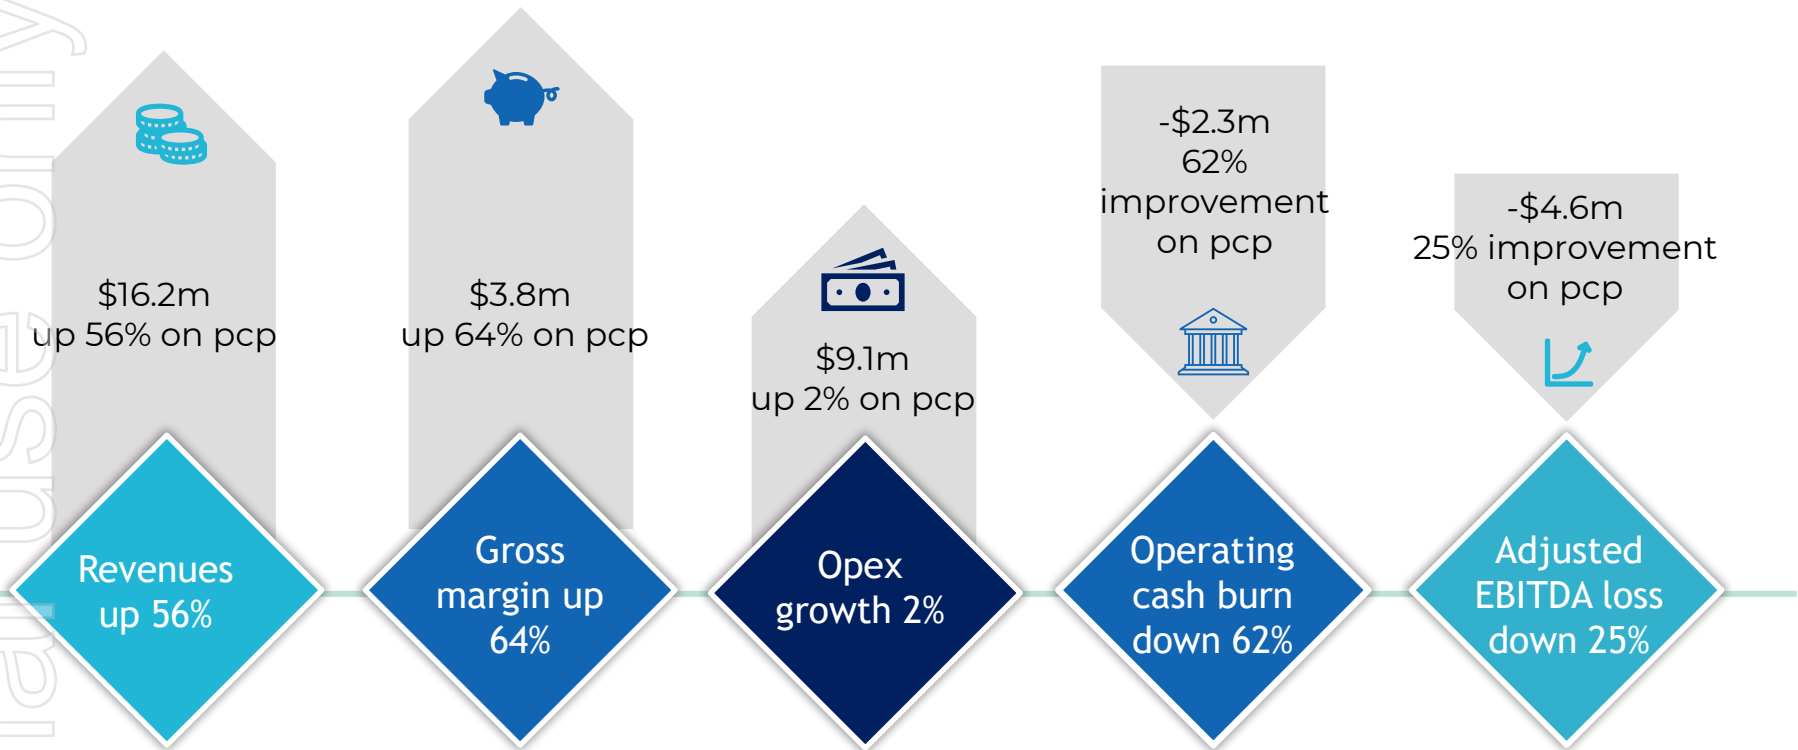 $16.2m
up 56% on pcp
Revenues
up 56%
$3.8m
up 64% on pcp
Gross
margin up
64%
$9.1m
up 2% on pcp
Opex
growth 2%
-$2.3m
62%
improvement
on pcp
Operating
cash burn
down 62%
-$4.6m
25% improvement
on pcp
Adjusted
EBITDA loss
down 25%
use only